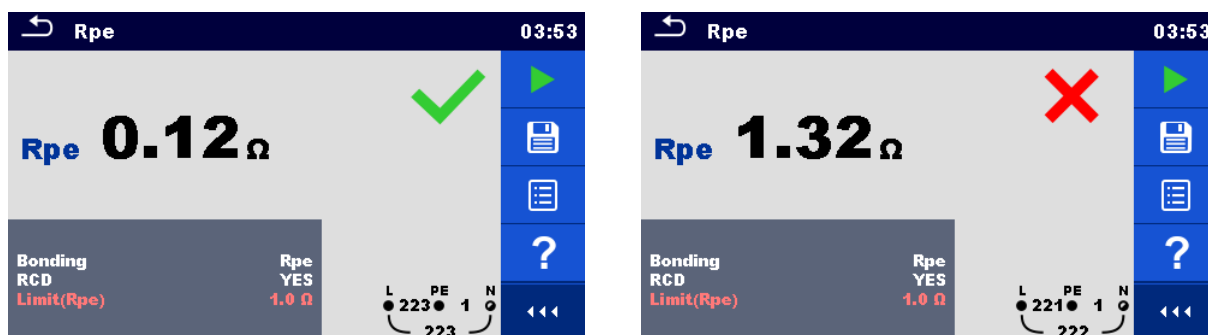 Rpe 03:53
Rpe 0.12 Ω
Bonding Rpe
RCD YES
Limit(Rpe) 1.0 Ω
?
L PE N
223 1
223
Rpe 03:53
Rpe 1.32 Ω
Bonding Rpe
RCD YES
Limit(Rpe) 1.0 Ω
?
L PE N
221 1
222